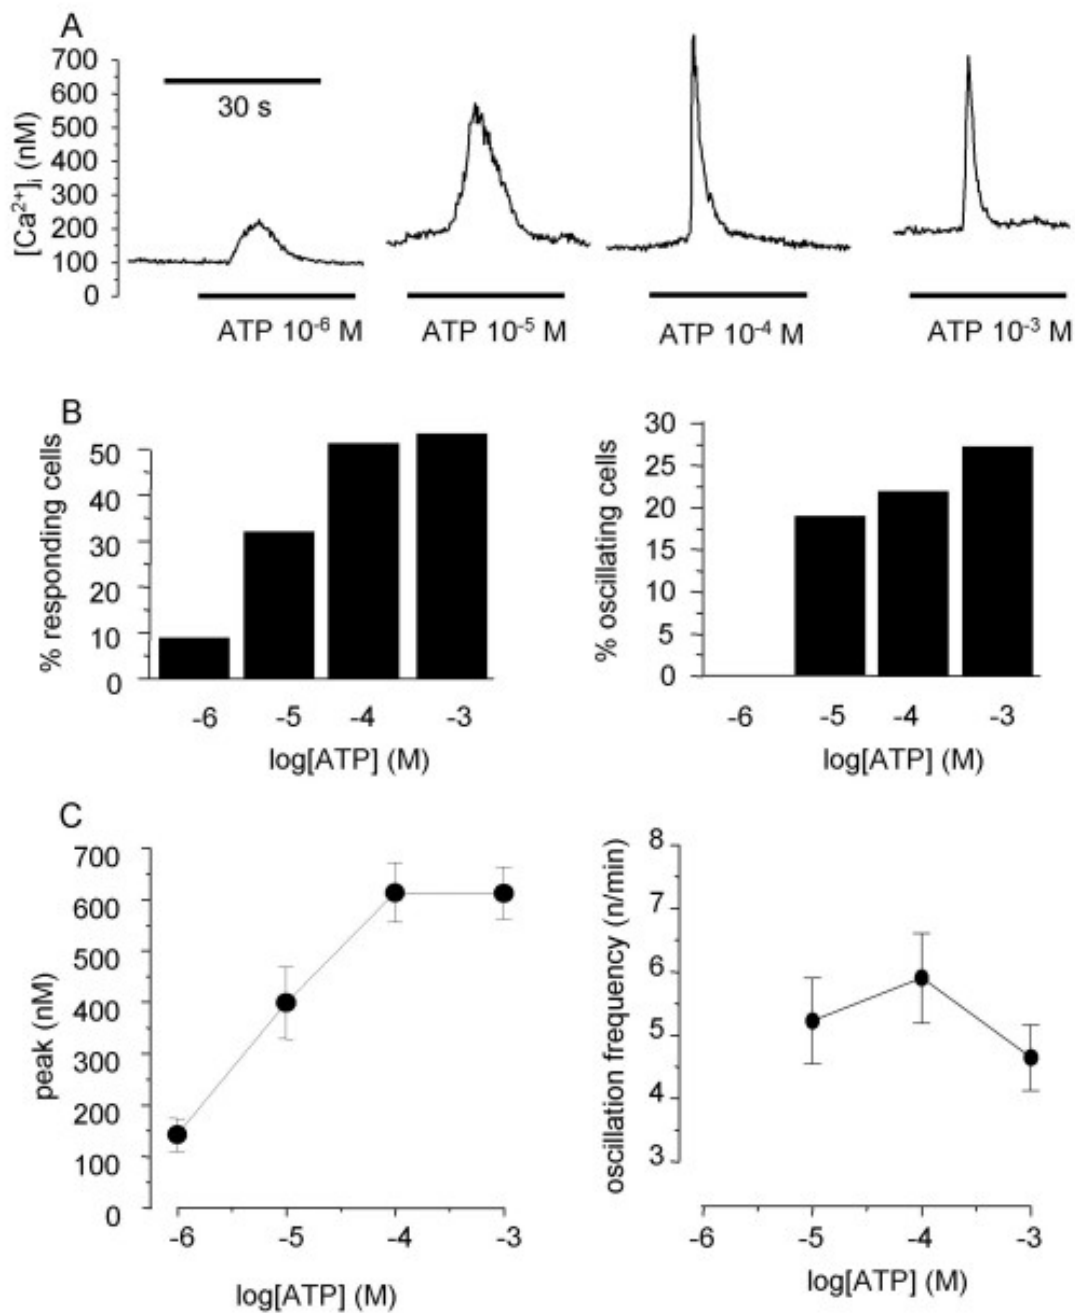 A
[Ca²⁺]ᵢ (nM)
700
600
500
400
300
200
100
0
30 s
ATP 10⁻⁶ M
ATP 10⁻⁵ M
ATP 10⁻⁴ M
ATP 10⁻³ M
B
% responding cells
50
40
30
20
10
0
-6 -5 -4 -3
log[ATP] (M)
% oscillating cells
30
25
20
15
10
5
0
-6 -5 -4 -3
log[ATP] (M)
C
peak (nM)
700
600
500
400
300
200
100
0
-6 -5 -4 -3
log[ATP] (M)
oscillation frequency (n/min)
8
7
6
5
4
3
-6 -5 -4 -3
log[ATP] (M)